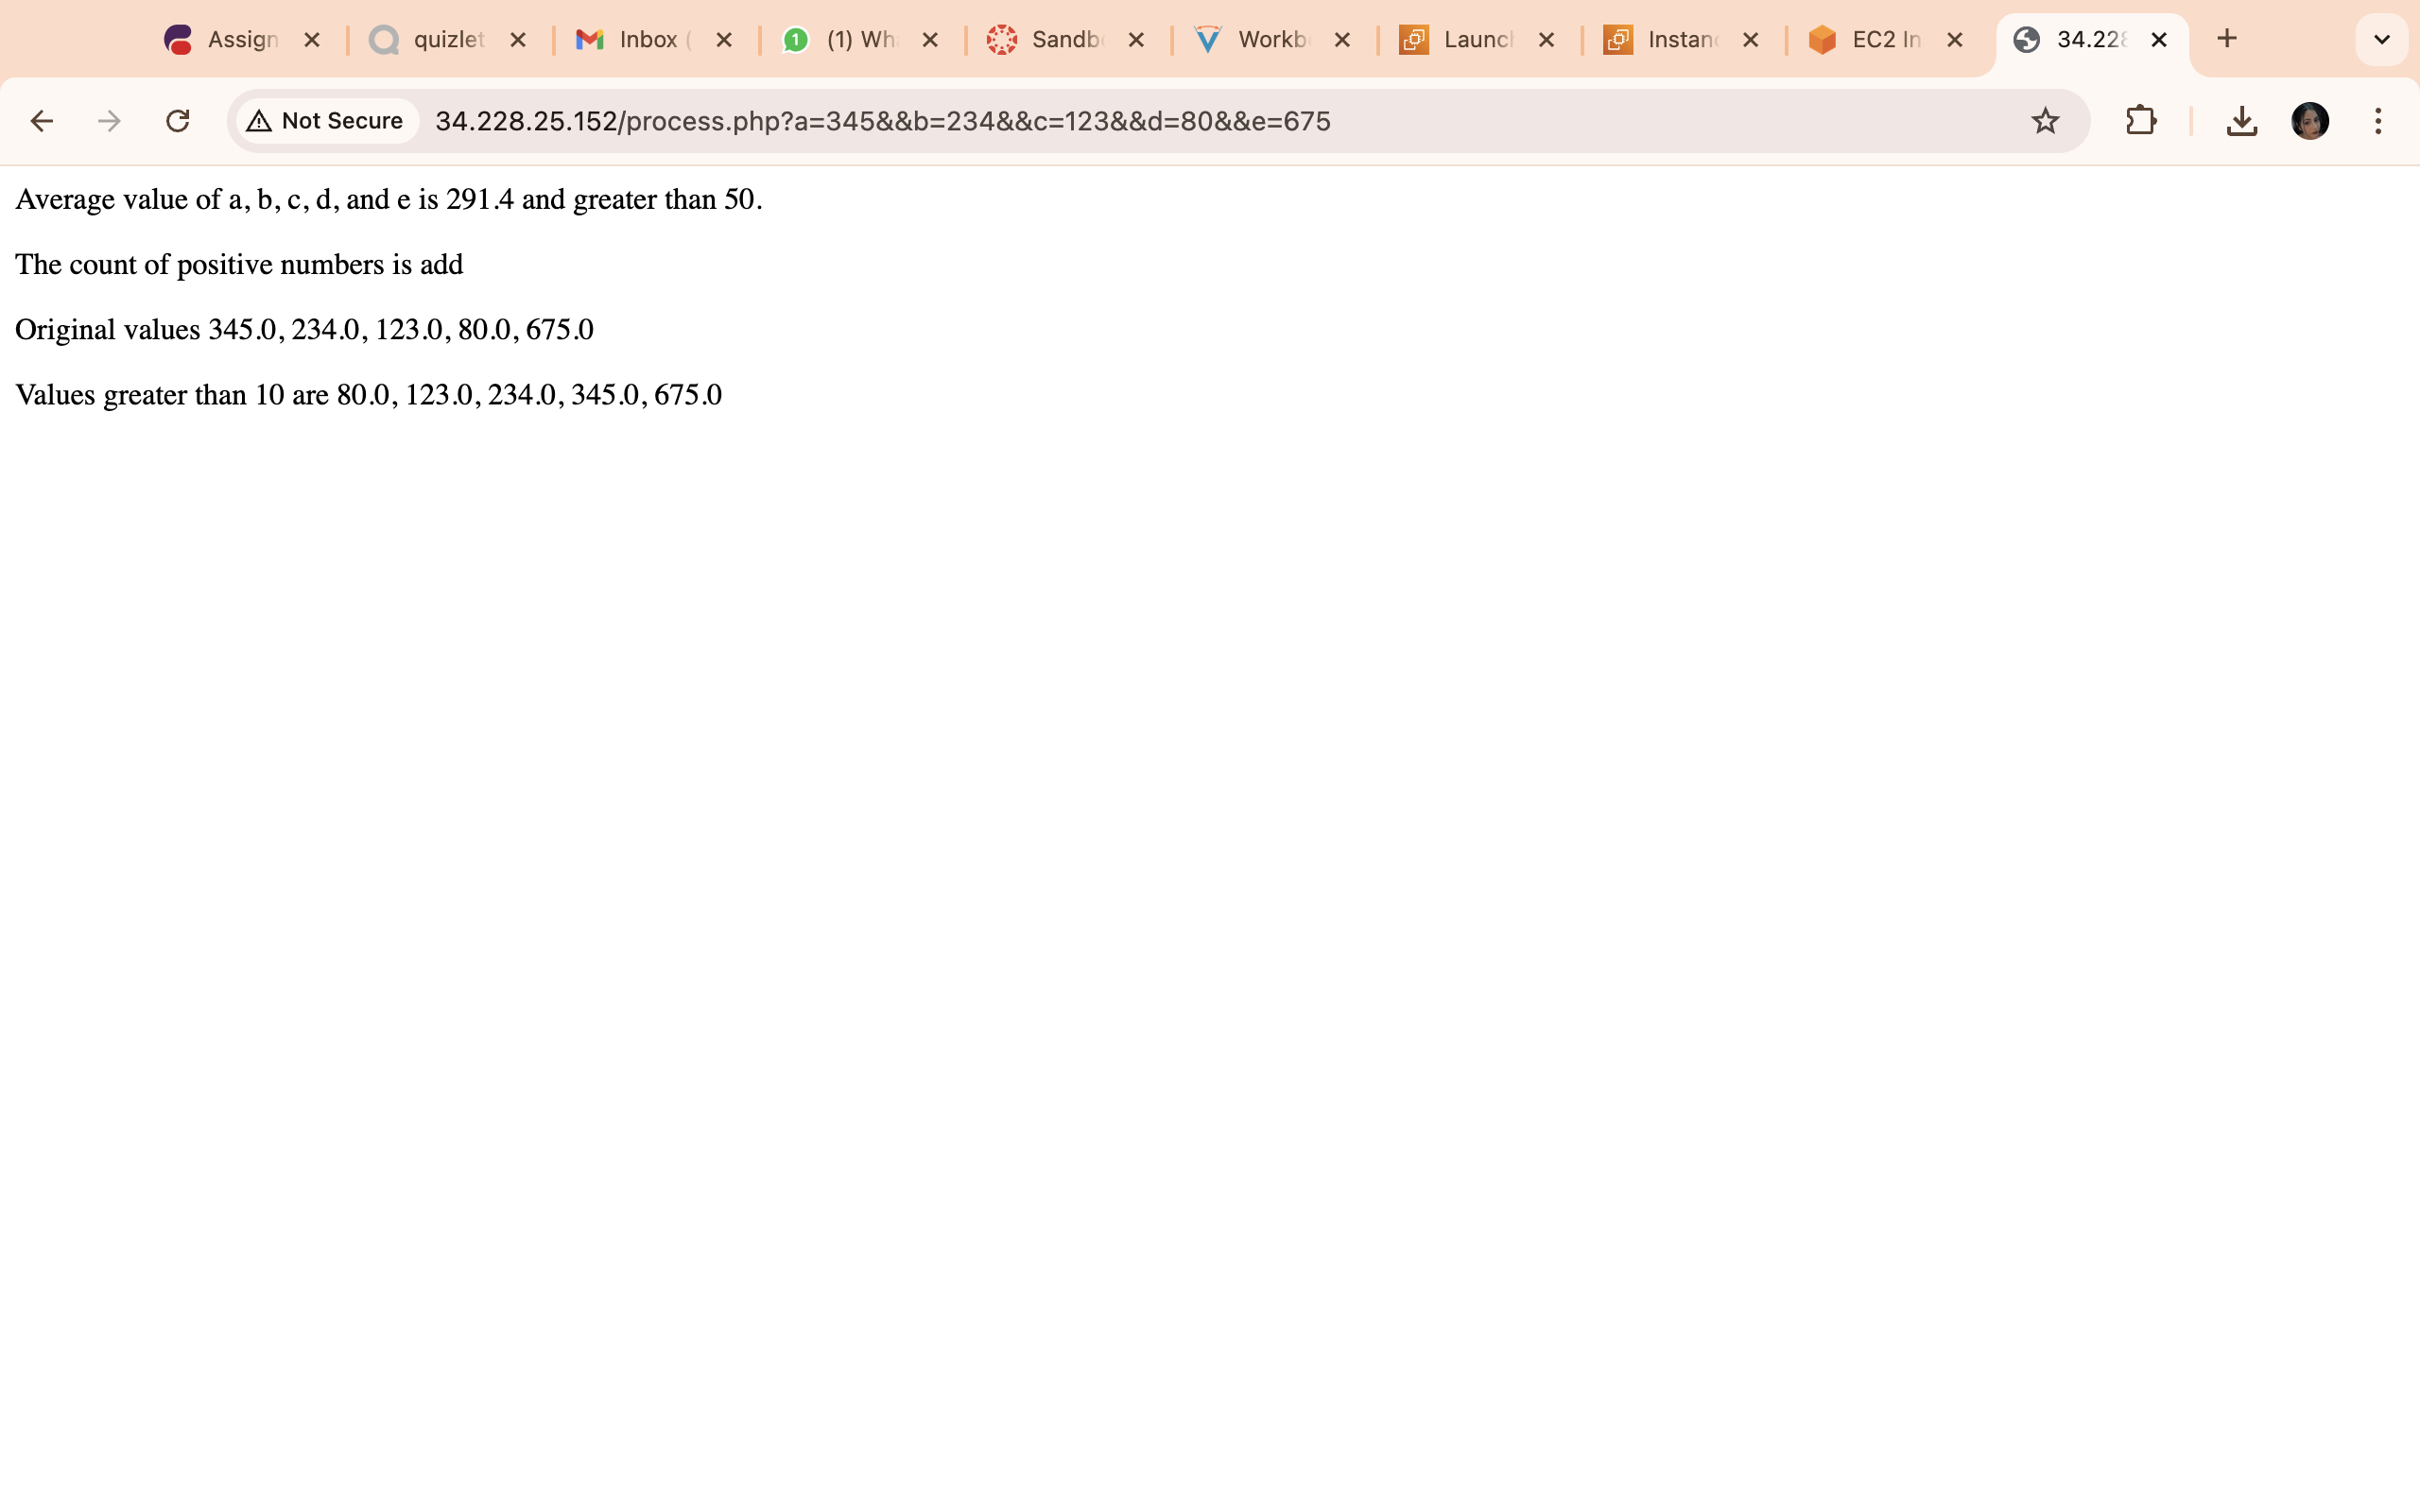 Assign
quizlet
Inbox (
1
(1) Wh
Sandb
Workb
Launc
Instan
EC2 In
34.228
Not Secure
34.228.25.152/process.php?a=345&&b=234&&c=123&&d=80&&e=675
Average value of a, b, c, d, and e is 291.4 and greater than 50.
The count of positive numbers is add
Original values 345.0, 234.0, 123.0, 80.0, 675.0
Values greater than 10 are 80.0, 123.0, 234.0, 345.0, 675.0